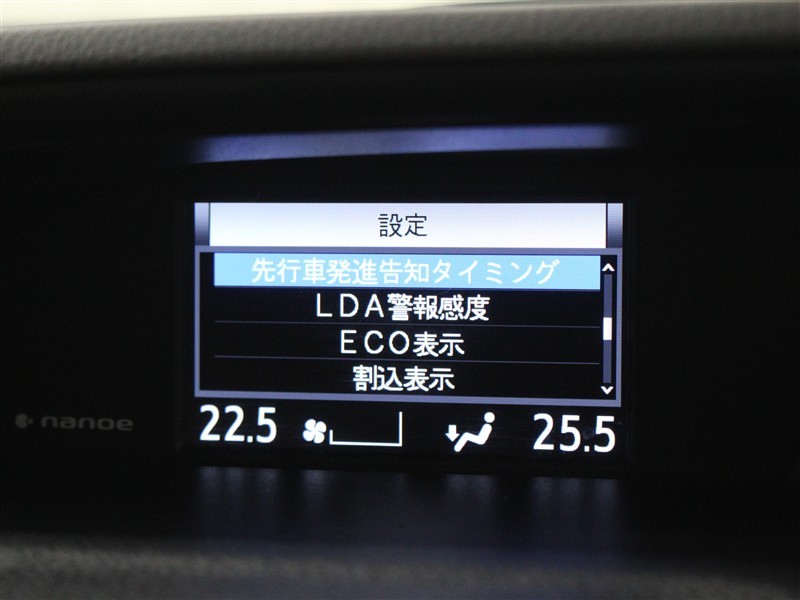 設定
先行車発進告知タイミング
LDA警報感度
ECO表示
割込表示
22.5 25.5
nanoe